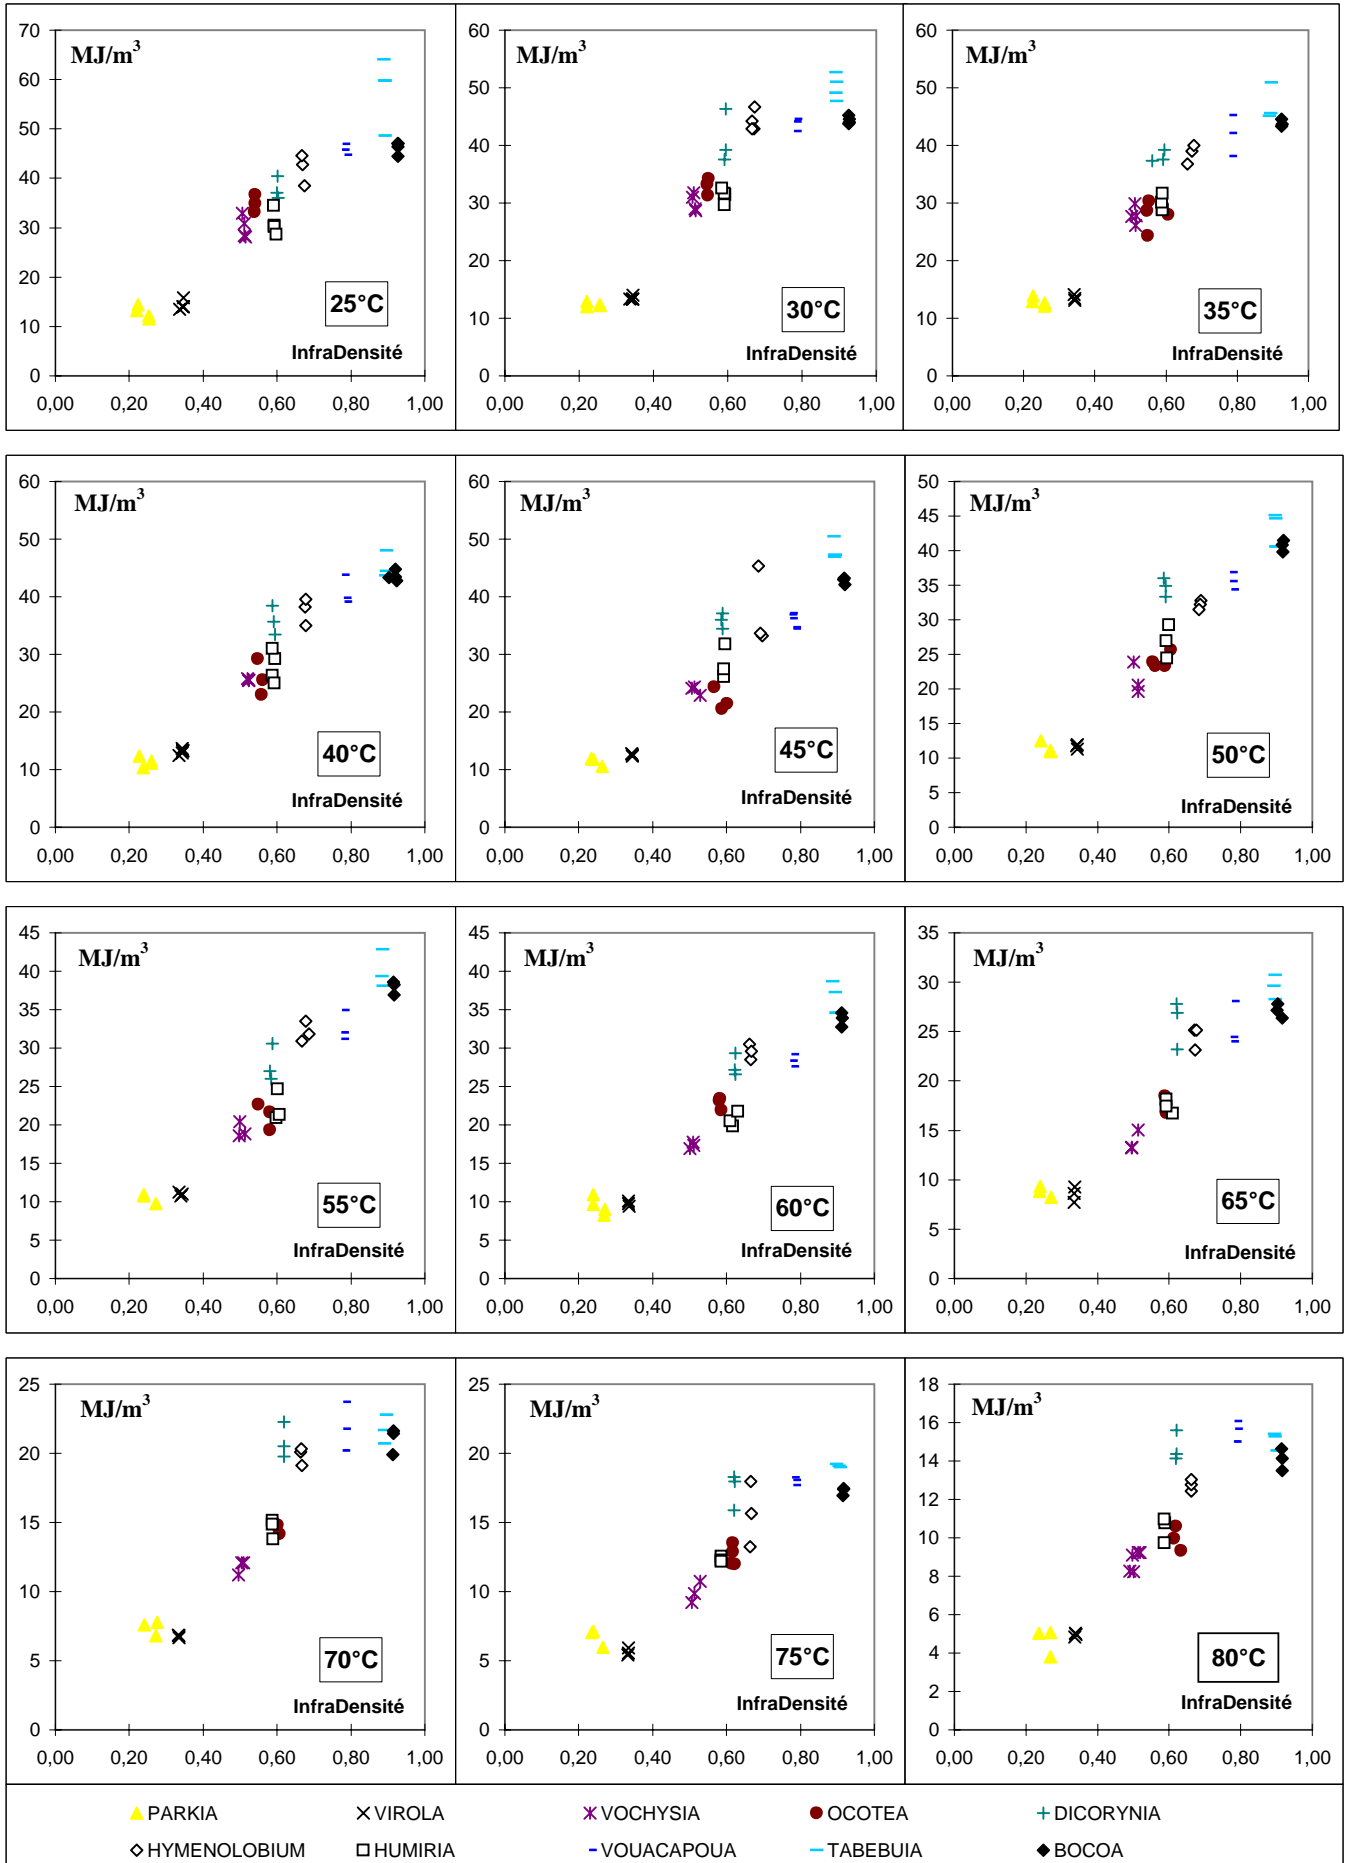 MJ/m³
70
60
50
40
30
20
10
0
25°C
InfraDensité
0,00 0,20 0,40 0,60 0,80 1,00
MJ/m³
60
50
40
30
20
10
0
30°C
InfraDensité
0,00 0,20 0,40 0,60 0,80 1,00
MJ/m³
60
50
40
30
20
10
0
35°C
InfraDensité
0,00 0,20 0,40 0,60 0,80 1,00
MJ/m³
60
50
40
30
20
10
0
40°C
InfraDensité
0,00 0,20 0,40 0,60 0,80 1,00
MJ/m³
60
50
40
30
20
10
0
45°C
InfraDensité
0,00 0,20 0,40 0,60 0,80 1,00
MJ/m³
50
45
40
35
30
25
20
15
10
5
0
50°C
InfraDensité
0,00 0,20 0,40 0,60 0,80 1,00
MJ/m³
45
40
35
30
25
20
15
10
5
0
55°C
InfraDensité
0,00 0,20 0,40 0,60 0,80 1,00
MJ/m³
45
40
35
30
25
20
15
10
5
0
60°C
InfraDensité
0,00 0,20 0,40 0,60 0,80 1,00
MJ/m³
35
30
25
20
15
10
5
0
65°C
InfraDensité
0,00 0,20 0,40 0,60 0,80 1,00
MJ/m³
25
20
15
10
5
0
70°C
InfraDensité
0,00 0,20 0,40 0,60 0,80 1,00
MJ/m³
25
20
15
10
5
0
75°C
InfraDensité
0,00 0,20 0,40 0,60 0,80 1,00
MJ/m³
18
16
14
12
10
8
6
4
2
0
80°C
InfraDensité
0,00 0,20 0,40 0,60 0,80 1,00
PARKIA VIROLA VOCHYSIA OCOTEA DICORYNIA
HYMENOLOBIUM HUMIRIA VOUACAPOUA TABEBUIA BOCOA